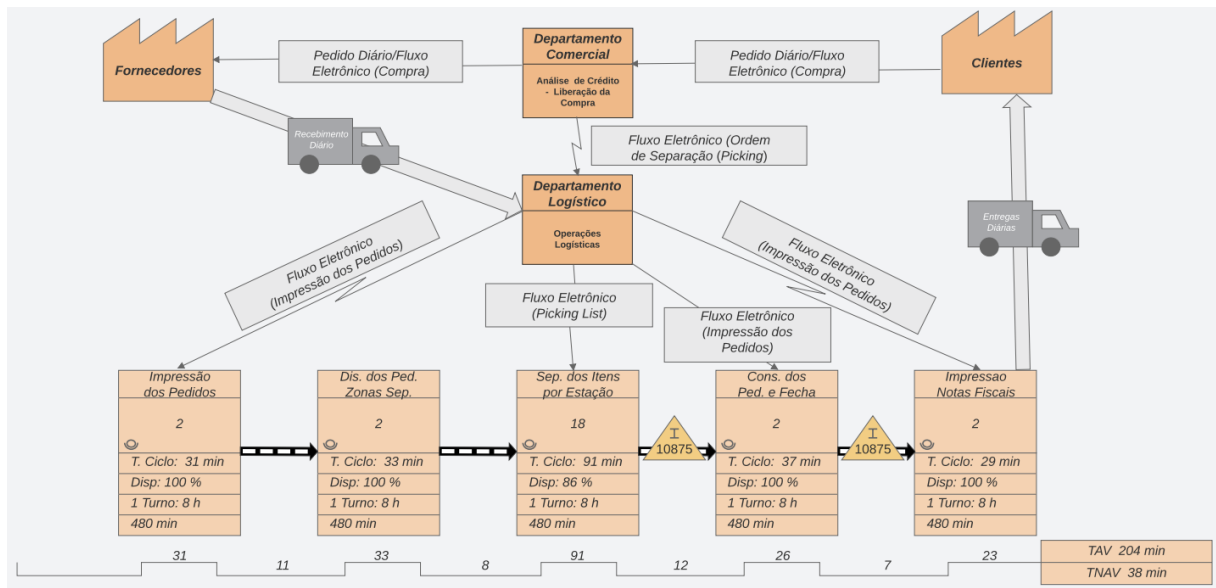 Fornecedores
Pedido Diário/Fluxo
Eletrônico (Compra)
Departamento
Comercial
Análise de Crédito
- Liberação da
Compra
Pedido Diário/Fluxo
Eletrônico (Compra)
Clientes
Recebimento
Diário
Fluxo Eletrônico (Ordem
de Separação (Picking)
Departamento
Logístico
Operações
Logísticas
Entregas
Diárias
Fluxo Eletrônico
(Impressão dos Pedidos)
Fluxo Eletrônico
(Picking List)
Fluxo Eletrônico
(Impressão dos
Pedidos)
Fluxo Eletrônico
(Impressão dos Pedidos)
Impressão
dos Pedidos
2
T. Ciclo: 31 min
Disp: 100 %
1 Turno: 8 h
480 min
Dis. dos Ped.
Zonas Sep.
2
T. Ciclo: 33 min
Disp: 100 %
1 Turno: 8 h
480 min
Sep. dos Itens
por Estação
18
T. Ciclo: 91 min
Disp: 86 %
1 Turno: 8 h
480 min
I
10875
Cons. dos
Ped. e Fecha
2
T. Ciclo: 37 min
Disp: 100 %
1 Turno: 8 h
480 min
I
10875
Impressao
Notas Fiscais
2
T. Ciclo: 29 min
Disp: 100 %
1 Turno: 8 h
480 min
31
11
33
8
91
12
26
7
23
TAV 204 min
TNAV 38 min